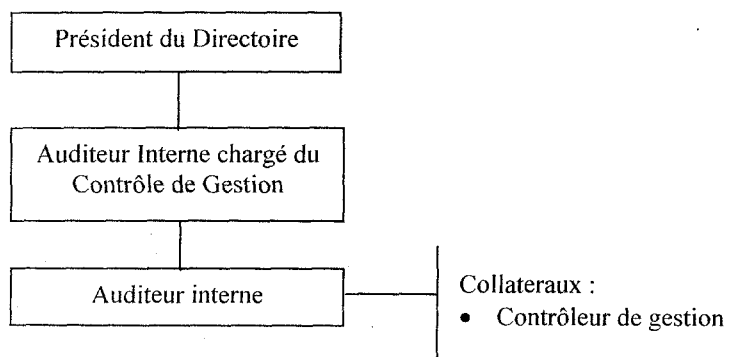 Président du Directoire
Auditeur Interne chargé du
Contrôle de Gestion
Auditeur interne
Collateraux :
• Contrôleur de gestion